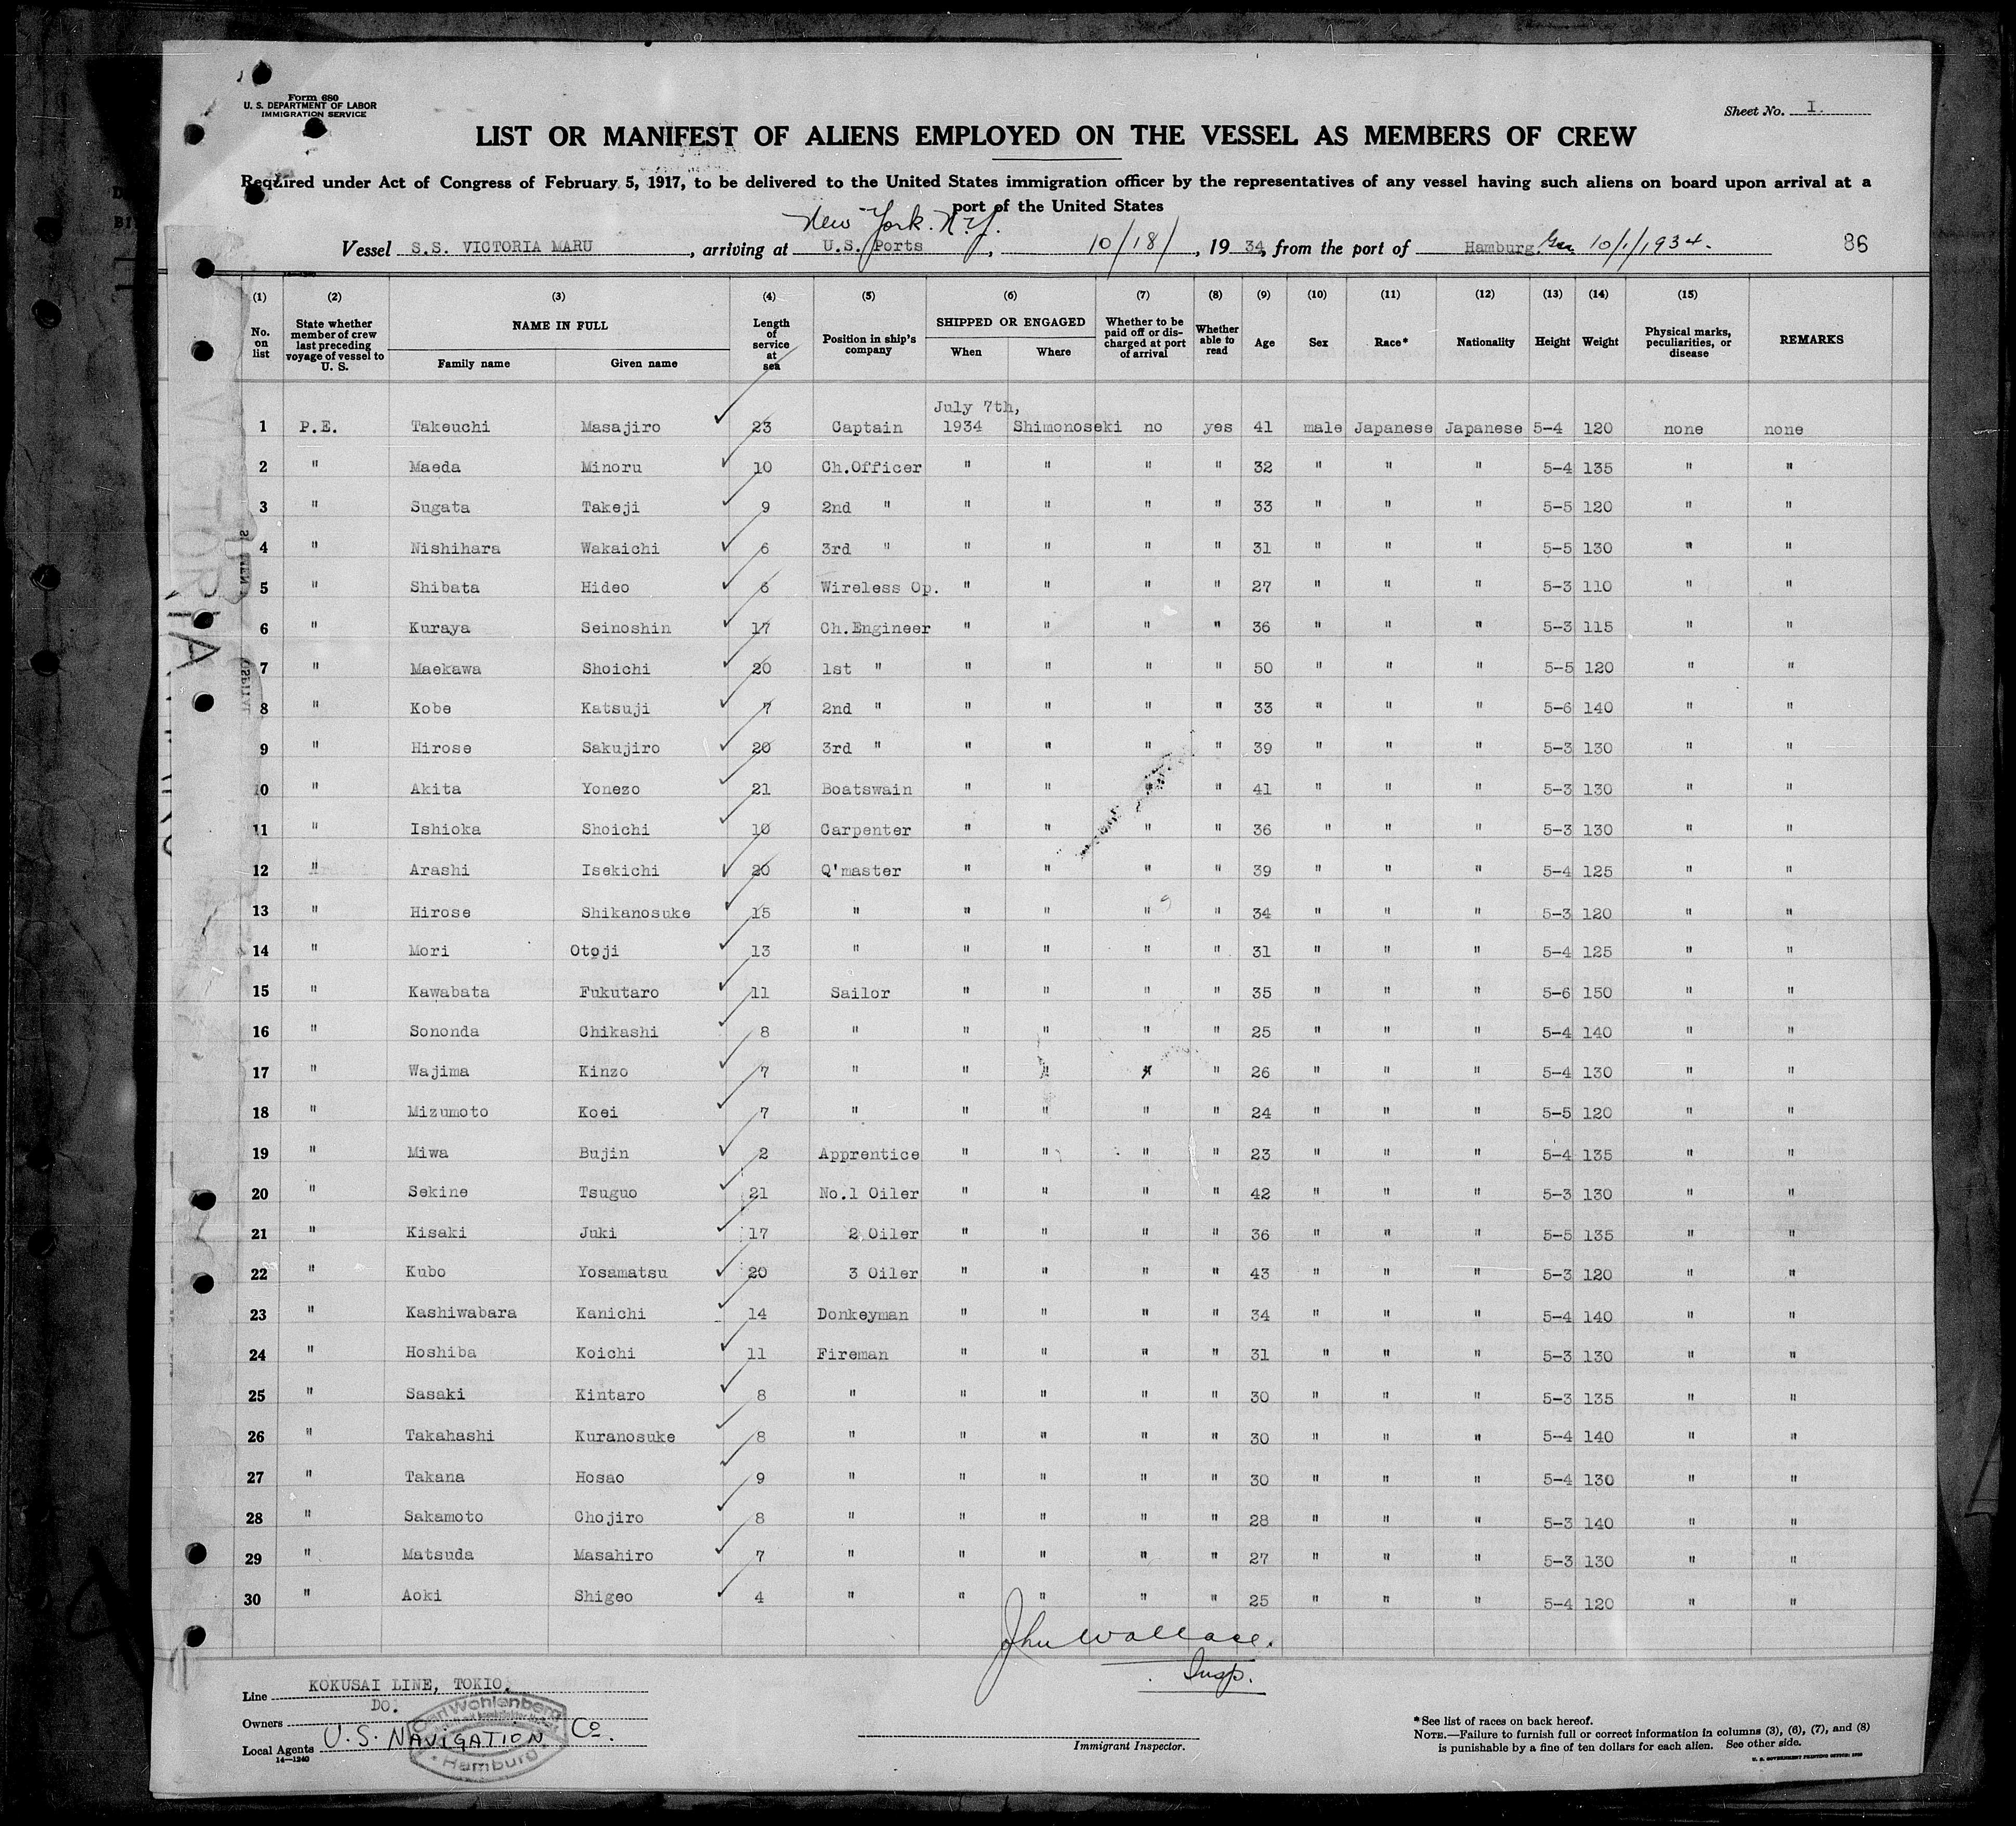 Form 680
U. S. DEPARTMENT OF LABOR
IMMIGRATION SERVICE
Sheet No. I.
LIST OR MANIFEST OF ALIENS EMPLOYED ON THE VESSEL AS MEMBERS OF CREW
Required under Act of Congress of February 5, 1917, to be delivered to the United States immigration officer by the representatives of any vessel having such aliens on board upon arrival at a
port of the United States
New York. N.Y.
Vessel S.S. VICTORIA MARU, arriving at U.S. Ports, 10/18/, 1934, from the port of Hamburg. Ger. 10/1/1934. 86
(1) (2) (3) (4) (5) (6) (7) (8) (9) (10) (11) (12) (13) (14) (15)
No. on list State whether member of crew last preceding voyage of vessel to U. S. NAME IN FULL Family name Given name Length of service at sea Position in ship's company SHIPPED OR ENGAGED When Where Whether to be paid off or discharged at port of arrival Whether able to read Age Sex Race* Nationality Height Weight Physical marks, peculiarities, or disease REMARKS
July 7th,
1 P.E. Takeuchi Masajiro 23 Captain 1934 Shimonoseki no yes 41 male Japanese Japanese 5-4 120 none none
2 " Maeda Minoru 10 Ch.Officer " " " " 32 " " " 5-4 135 " "
3 " Sugata Takeji 9 2nd " " " " " 33 " " " 5-5 120 " "
4 " Nishihara Wakaichi 6 3rd " " " " " 31 " " " 5-5 130 " "
5 " Shibata Hideo 6 Wireless Op. " " " " 27 " " " 5-3 110 " "
6 " Kuraya Seinoshin 17 Ch.Engineer " " " " 36 " " " 5-3 115 " "
7 " Maekawa Shoichi 20 1st " " " " " 50 " " " 5-5 120 " "
8 " Kobe Katsuji 7 2nd " " " " " 33 " " " 5-6 140 " "
9 " Hirose Sakujiro 20 3rd " " " " " 39 " " " 5-3 130 " "
10 " Akita Yonezo 21 Boatswain " " " " 41 " " " 5-3 130 " "
11 " Ishioka Shoichi 10 Carpenter " " " " 36 " " " 5-3 130 " "
12 " Arashi Isekichi 20 Q'master " " " " 39 " " " 5-4 125 " "
13 " Hirose Shikanosuke 15 " " " " " 34 " " " 5-3 120 " "
14 " Mori Otoji 13 " " " " " 31 " " " 5-4 125 " "
15 " Kawabata Fukutaro 11 Sailor " " " " 35 " " " 5-6 150 " "
16 " Sononda Chikashi 8 " " " " " 25 " " " 5-4 140 " "
17 " Wajima Kinzo 7 " " " " " 26 " " " 5-4 130 " "
18 " Mizumoto Koei 7 " " " " " 24 " " " 5-5 120 " "
19 " Miwa Bujin 2 Apprentice " " " " 23 " " " 5-4 135 " "
20 " Sekine Tsuguo 21 No.1 Oiler " " " " 42 " " " 5-3 130 " "
21 " Kisaki Juki 17 2 Oiler " " " " 36 " " " 5-5 135 " "
22 " Kubo Yosamatsu 20 3 Oiler " " " " 43 " " " 5-3 120 " "
23 " Kashiwabara Kanichi 14 Donkeyman " " " " 34 " " " 5-4 140 " "
24 " Hoshiba Koichi 11 Fireman " " " " 31 " " " 5-3 130 " "
25 " Sasaki Kintaro 8 " " " " " 30 " " " 5-3 135 " "
26 " Takahashi Kuranosuke 8 " " " " " 30 " " " 5-4 140 " "
27 " Takana Hosao 9 " " " " " 30 " " " 5-4 130 " "
28 " Sakamoto Chojiro 8 " " " " " 28 " " " 5-3 140 " "
29 " Matsuda Masahiro 7 " " " " " 27 " " " 5-3 130 " "
30 " Aoki Shigeo 4 " " " " " 25 " " " 5-4 120 " "
John Wallace.
Insp.
Line KOKUSAI LINE, TOKIO.
Owners DO.
Local Agents U.S. NAVIGATION Co.
14—1240
Carl Wohlenberg
Hamburg
Immigrant Inspector.
*See list of races on back hereof.
NOTE.—Failure to furnish full or correct information in columns (3), (6), (7), and (8)
is punishable by a fine of ten dollars for each alien. See other side.